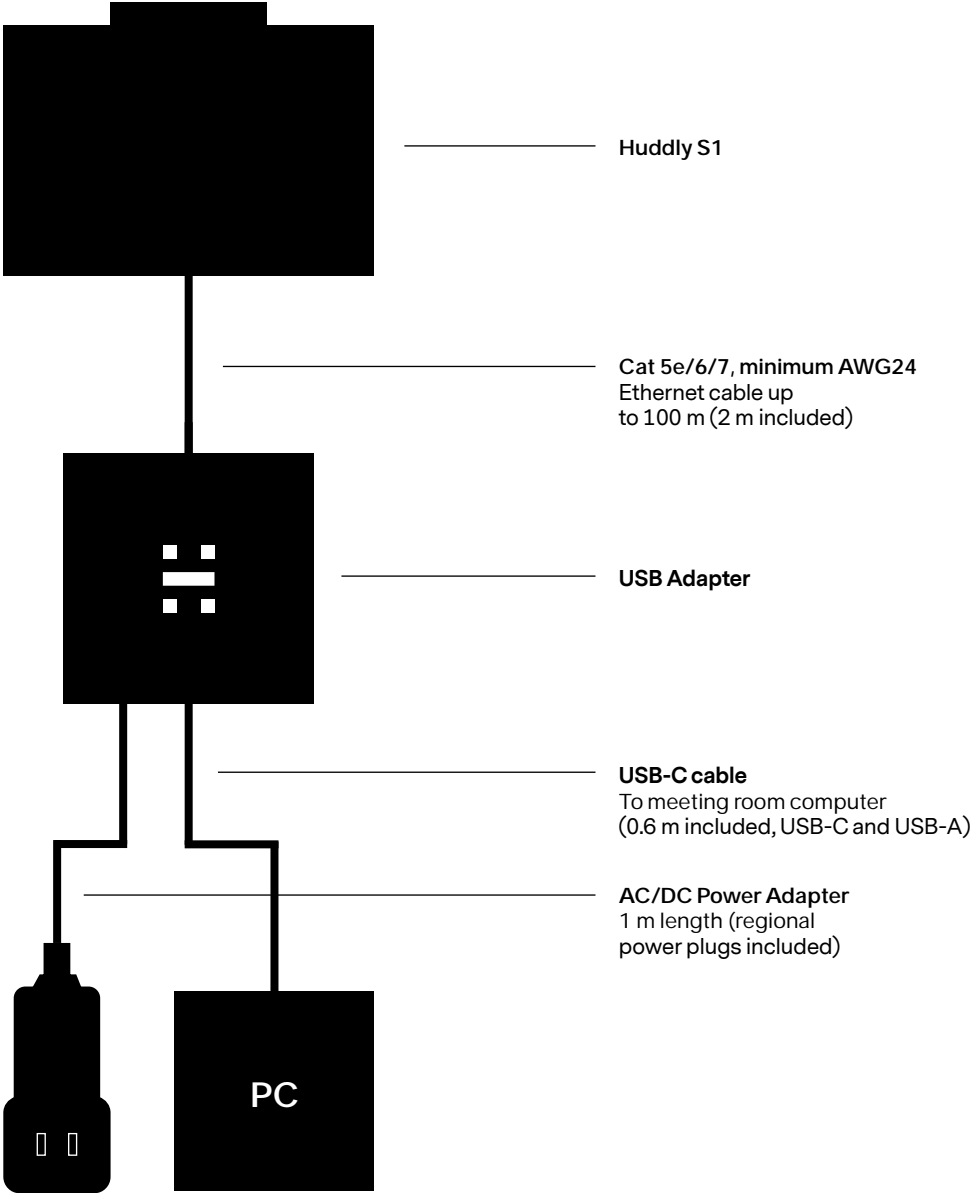 Huddly S1
Cat 5e/6/7, minimum AWG24
Ethernet cable up
to 100 m (2 m included)
USB Adapter
USB-C cable
To meeting room computer
(0.6 m included, USB-C and USB-A)
AC/DC Power Adapter
1 m length (regional
power plugs included)
PC